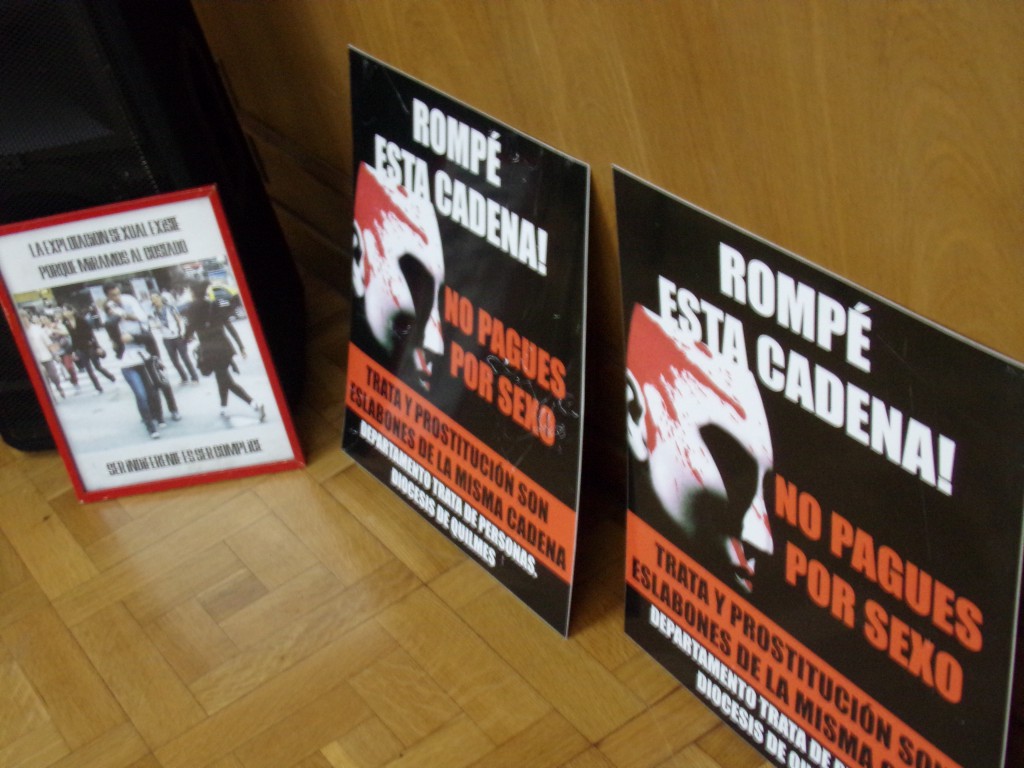 LA EXPLOTACION SEXUAL EXISTE
PORQUE MIRAMOS AL COSTADO
SER INDIFERENTE ES SER COMPLICE
ROMPÉ
ESTA CADENA!
NO PAGUES
POR SEXO
TRATA Y PROSTITUCIÓN SON
ESLABONES DE LA MISMA CADENA
DEPARTAMENTO TRATA DE PERSONAS.
DIOCESIS DE QUILMES
ROMPÉ
ESTA CADENA!
NO PAGUES
POR SEXO
TRATA Y PROSTITUCIÓN SON
ESLABONES DE LA MISMA CA
DEPARTAMENTO TRATA DE
DIOCESIS DE QU